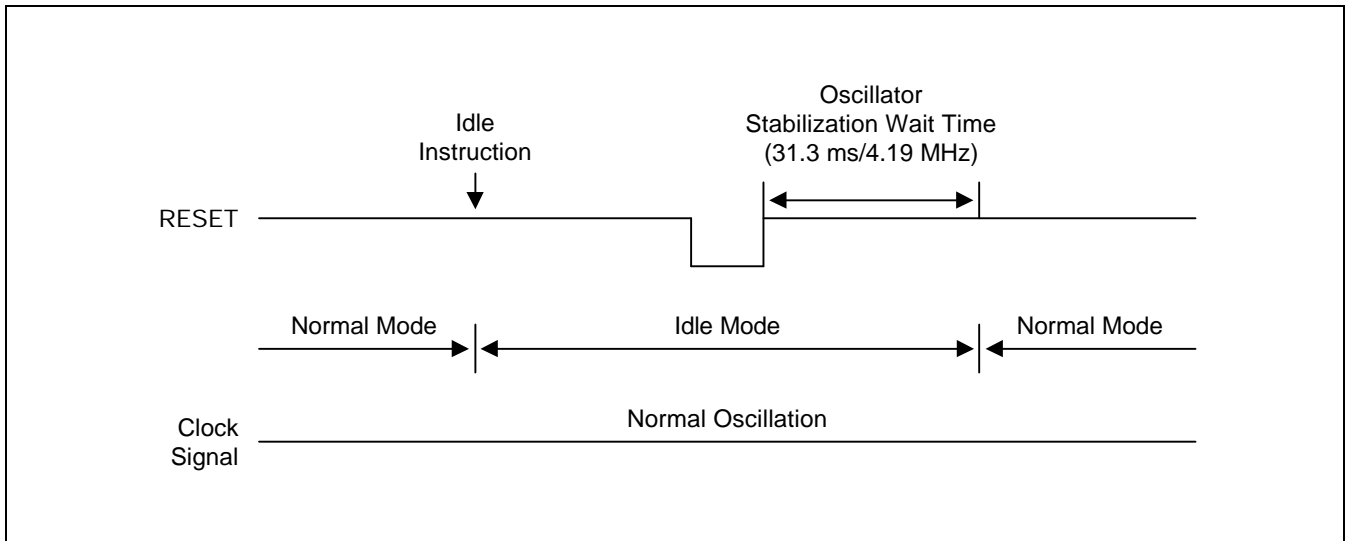 Oscillator
Stabilization Wait Time
(31.3 ms/4.19 MHz)
Idle
Instruction
RESET
Normal Mode
Idle Mode
Normal Mode
Normal Oscillation
Clock
Signal